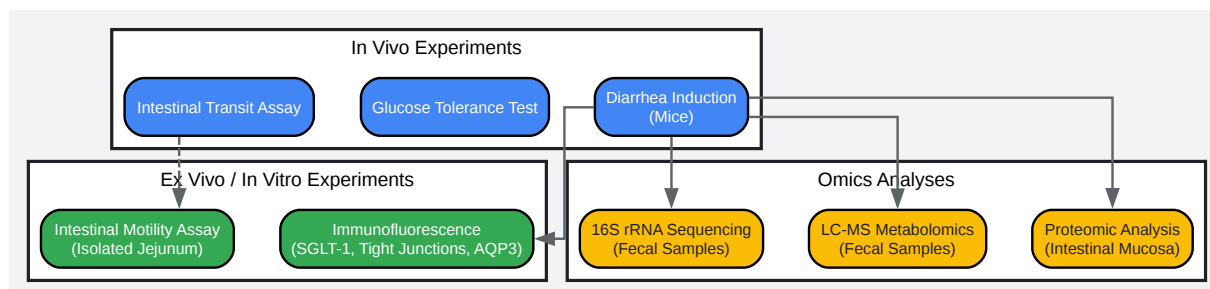 In Vivo Experiments
Intestinal Transit Assay
Glucose Tolerance Test
Diarrhea Induction
(Mice)
Ex Vivo / In Vitro Experiments
Intestinal Motility Assay
(Isolated Jejunum)
Immunofluorescence
(SGLT-1, Tight Junctions, AQP3)
Omics Analyses
16S rRNA Sequencing
(Fecal Samples)
LC-MS Metabolomics
(Fecal Samples)
Proteomic Analysis
(Intestinal Mucosa)